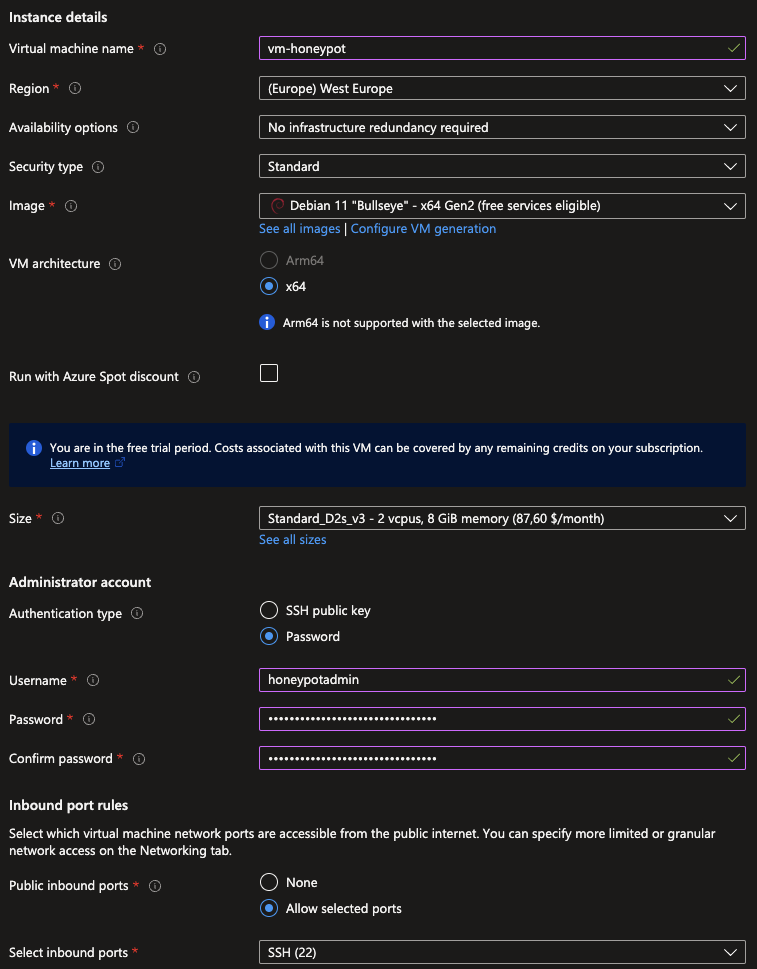 Instance details
Virtual machine name *
vm-honeypot
Region *
(Europe) West Europe
Availability options
No infrastructure redundancy required
Security type
Standard
Image *
Debian 11 "Bullseye" - x64 Gen2 (free services eligible)
See all images | Configure VM generation
VM architecture
Arm64
x64
Arm64 is not supported with the selected image.
Run with Azure Spot discount
You are in the free trial period. Costs associated with this VM can be covered by any remaining credits on your subscription.
Learn more
Size *
Standard_D2s_v3 - 2 vcpus, 8 GiB memory (87,60 $/month)
See all sizes
Administrator account
Authentication type
SSH public key
Password
Username *
honeypotadmin
Password *
Confirm password *
Inbound port rules
Select which virtual machine network ports are accessible from the public internet. You can specify more limited or granular
network access on the Networking tab.
Public inbound ports *
None
Allow selected ports
Select inbound ports *
SSH (22)